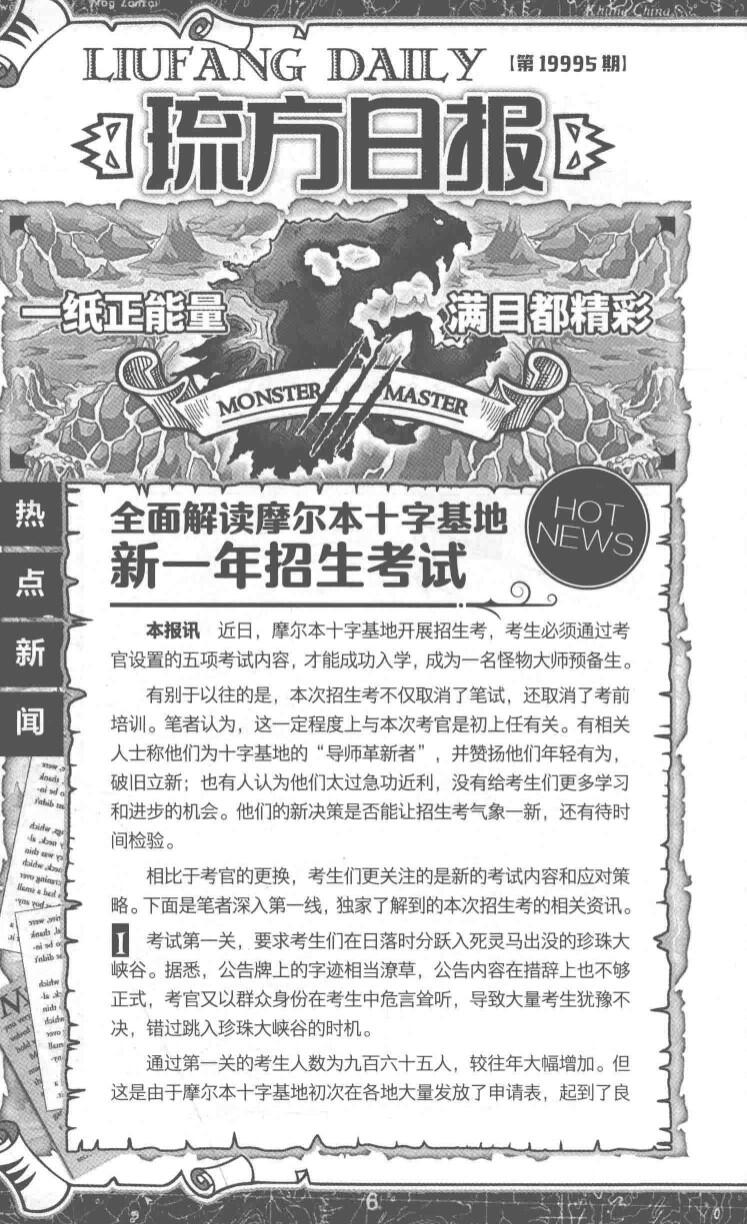 Khung China
LIUFANG DAILY
【第 19995 期】
琉方日报
一纸正能量
满目都精彩
MONSTER MASTER
热点新闻
全面解读摩尔本十字基地
新一年招生考试
HOT
NEWS
本报讯 近日，摩尔本十字基地开展招生考，考生必须通过考
官设置的五项考试内容，才能成功入学，成为一名怪物大师预备生。
有别于以往的是，本次招生考不仅取消了笔试，还取消了考前
培训。笔者认为，这一定程度上与本次考官是初上任有关。有相关
人士称他们为十字基地的“导师革新者”，并赞扬他们年轻有为，
破旧立新；也有人认为他们太过急功近利，没有给考生们更多学习
和进步的机会。他们的新决策是否能让招生考气象一新，还有待时
间检验。
相比于考官的更换，考生们更关注的是新的考试内容和应对策
略。下面是笔者深入第一线，独家了解到的本次招生考的相关资讯。
I 考试第一关，要求考生们在日落时分跃入死灵马出没的珍珠大
峡谷。据悉，公告牌上的字迹相当潦草，公告内容在措辞上也不够
正式，考官又以群众身份在考生中危言耸听，导致大量考生犹豫不
决，错过跳入珍珠大峡谷的时机。
通过第一关的考生人数为九百六十五人，较往年大幅增加。但
这是由于摩尔本十字基地初次在各地大量发放了申请表，起到了良
6